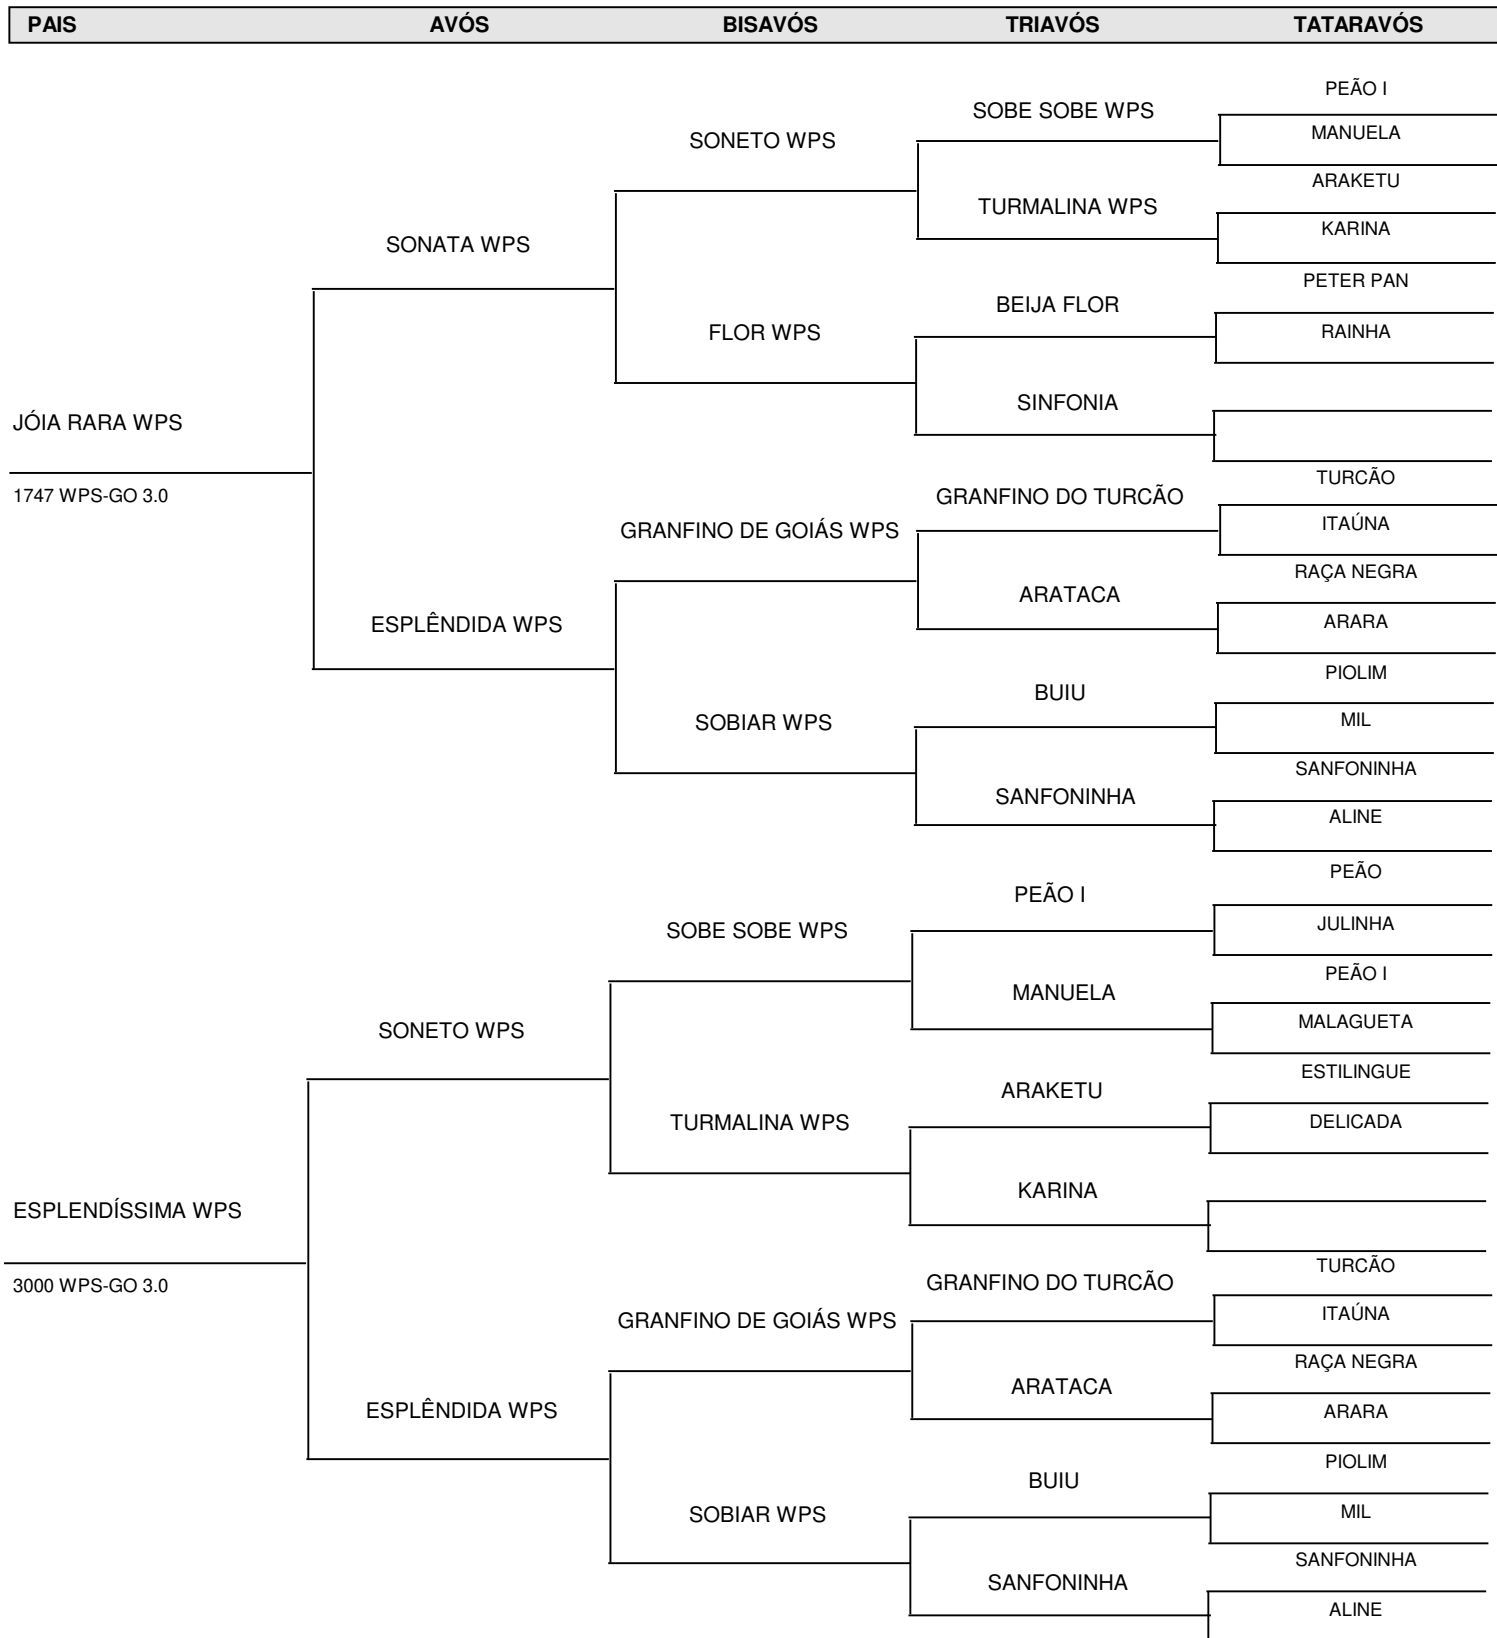 PAIS AVÓS BISAVÓS TRIAVÓS TATARAVÓS
PEÃO I
SOBE SOBE WPS
MANUELA
SONETO WPS
ARAKETU
TURMALINA WPS
KARINA
SONATA WPS
PETER PAN
BEIJA FLOR
RAINHA
FLOR WPS
SINFONIA
JÓIA RARA WPS
TURCÃO
1747 WPS-GO 3.0
GRANFINO DO TURCÃO
ITAÚNA
GRANFINO DE GOIÁS WPS
RAÇA NEGRA
ARATACA
ARARA
ESPLÊNDIDA WPS
PIOLIM
BUIU
MIL
SOBIAR WPS
SANFONINHA
SANFONINHA
ALINE
PEÃO
PEÃO I
JULINHA
SOBE SOBE WPS
PEÃO I
MANUELA
MALAGUETA
SONETO WPS
ESTILINGUE
ARAKETU
DELICADA
TURMALINA WPS
KARINA
ESPLENDÍSSIMA WPS
TURCÃO
3000 WPS-GO 3.0
GRANFINO DO TURCÃO
ITAÚNA
GRANFINO DE GOIÁS WPS
RAÇA NEGRA
ARATACA
ARARA
ESPLÊNDIDA WPS
PIOLIM
BUIU
MIL
SOBIAR WPS
SANFONINHA
SANFONINHA
ALINE